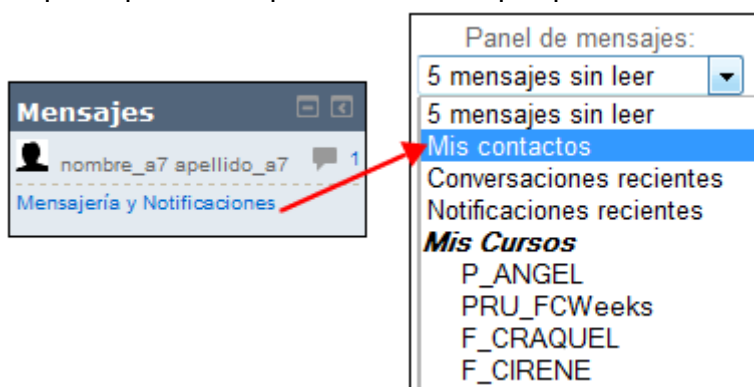 Mensajes
nombre_a7 apellido_a7 1
Mensajería y Notificaciones
Panel de mensajes:
5 mensajes sin leer
5 mensajes sin leer
Mis contactos
Conversaciones recientes
Notificaciones recientes
Mis Cursos
P_ANGEL
PRU_FCWeeks
F_CRAQUEL
F_CIRENE